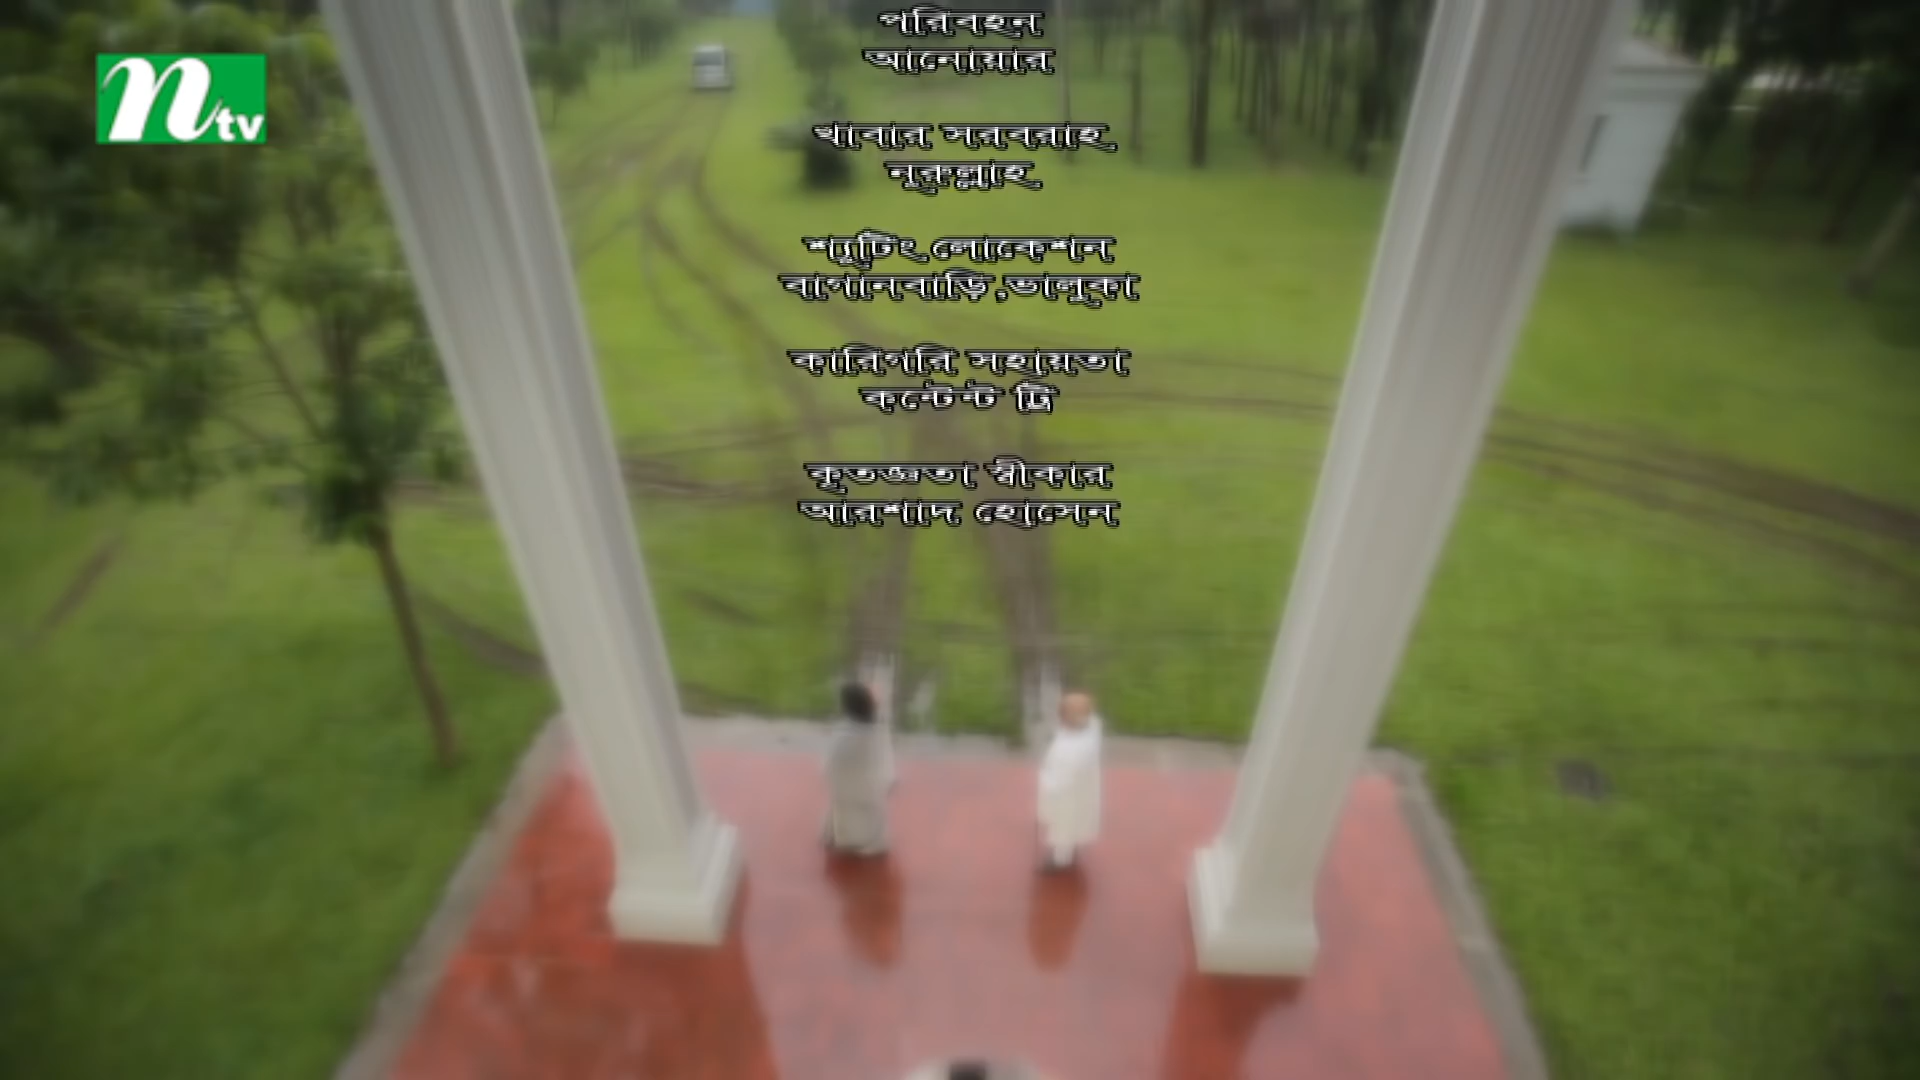 ntv
পরিবহন
আনোয়ার
খাবার সরবরাহ
নুরুল্লাহ
শ্যুটিং লোকেশন
বাগানবাড়ি,ভালুকা
কারিগরি সহায়তা
কন্টেন্ট ট্রি
কৃতজ্ঞতা স্বীকার
আরশাদ হোসেন